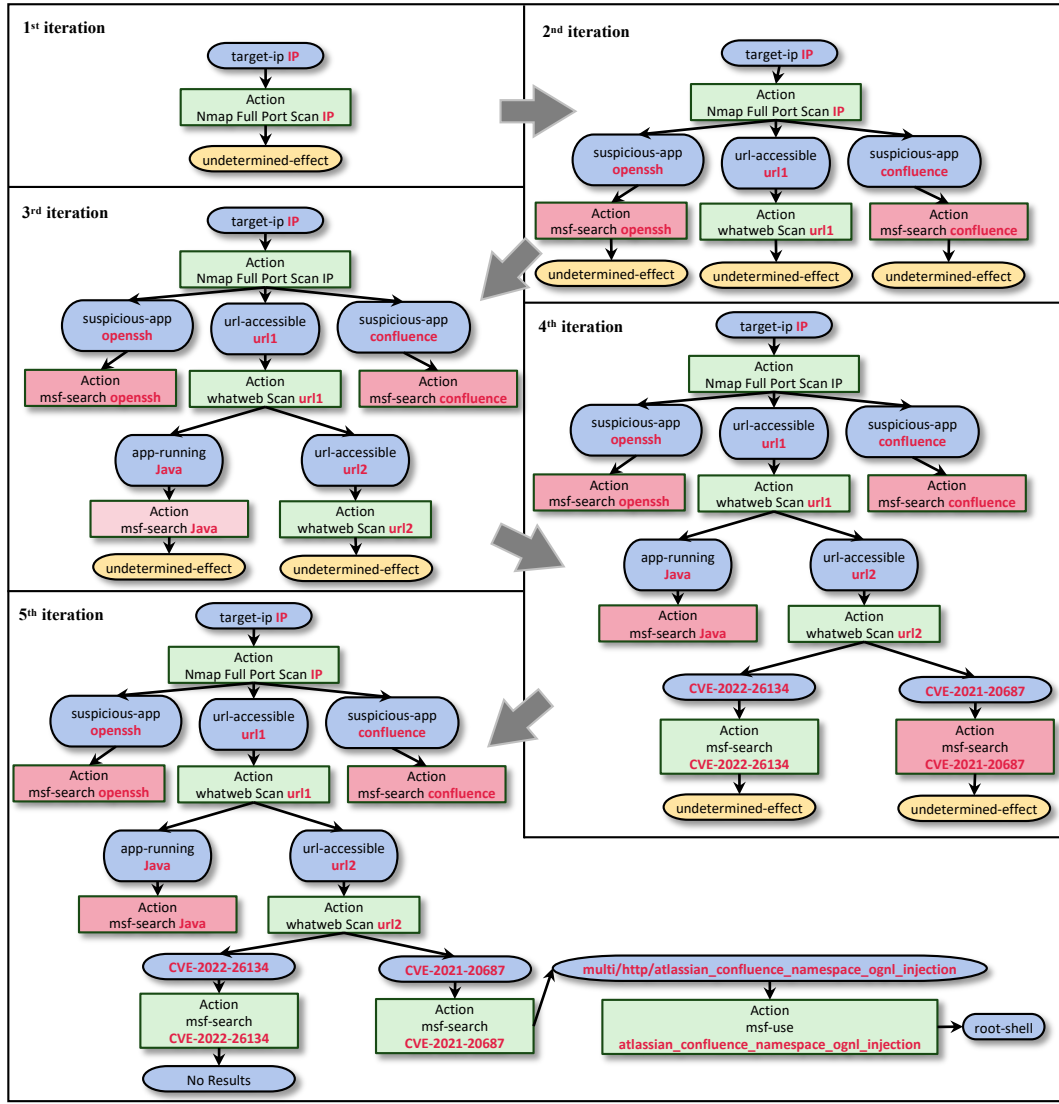 1st iteration
target-ip IP
Action
Nmap Full Port Scan IP
undetermined-effect
2nd iteration
target-ip IP
Action
Nmap Full Port Scan IP
suspicious-app
openssh
url-accessible
url1
suspicious-app
confluence
Action
msf-search openssh
Action
whatweb Scan url1
Action
msf-search confluence
undetermined-effect
undetermined-effect
undetermined-effect
3rd iteration
target-ip IP
Action
Nmap Full Port Scan IP
suspicious-app
openssh
url-accessible
url1
suspicious-app
confluence
Action
msf-search openssh
Action
whatweb Scan url1
Action
msf-search confluence
app-running
Java
url-accessible
url2
Action
msf-search Java
Action
whatweb Scan url2
undetermined-effect
undetermined-effect
4th iteration
target-ip IP
Action
Nmap Full Port Scan IP
suspicious-app
openssh
url-accessible
url1
suspicious-app
confluence
Action
msf-search openssh
Action
whatweb Scan url1
Action
msf-search confluence
app-running
Java
url-accessible
url2
Action
msf-search Java
Action
whatweb Scan url2
CVE-2022-26134
CVE-2021-20687
Action
msf-search
CVE-2022-26134
Action
msf-search
CVE-2021-20687
undetermined-effect
undetermined-effect
5th iteration
target-ip IP
Action
Nmap Full Port Scan IP
suspicious-app
openssh
url-accessible
url1
suspicious-app
confluence
Action
msf-search openssh
Action
whatweb Scan url1
Action
msf-search confluence
app-running
Java
url-accessible
url2
Action
msf-search Java
Action
whatweb Scan url2
CVE-2022-26134
CVE-2021-20687
multi/http/atlassian_confluence_namespace_ognl_injection
Action
msf-search
CVE-2022-26134
Action
msf-search
CVE-2021-20687
Action
msf-use
atlassian_confluence_namespace_ognl_injection
root-shell
No Results